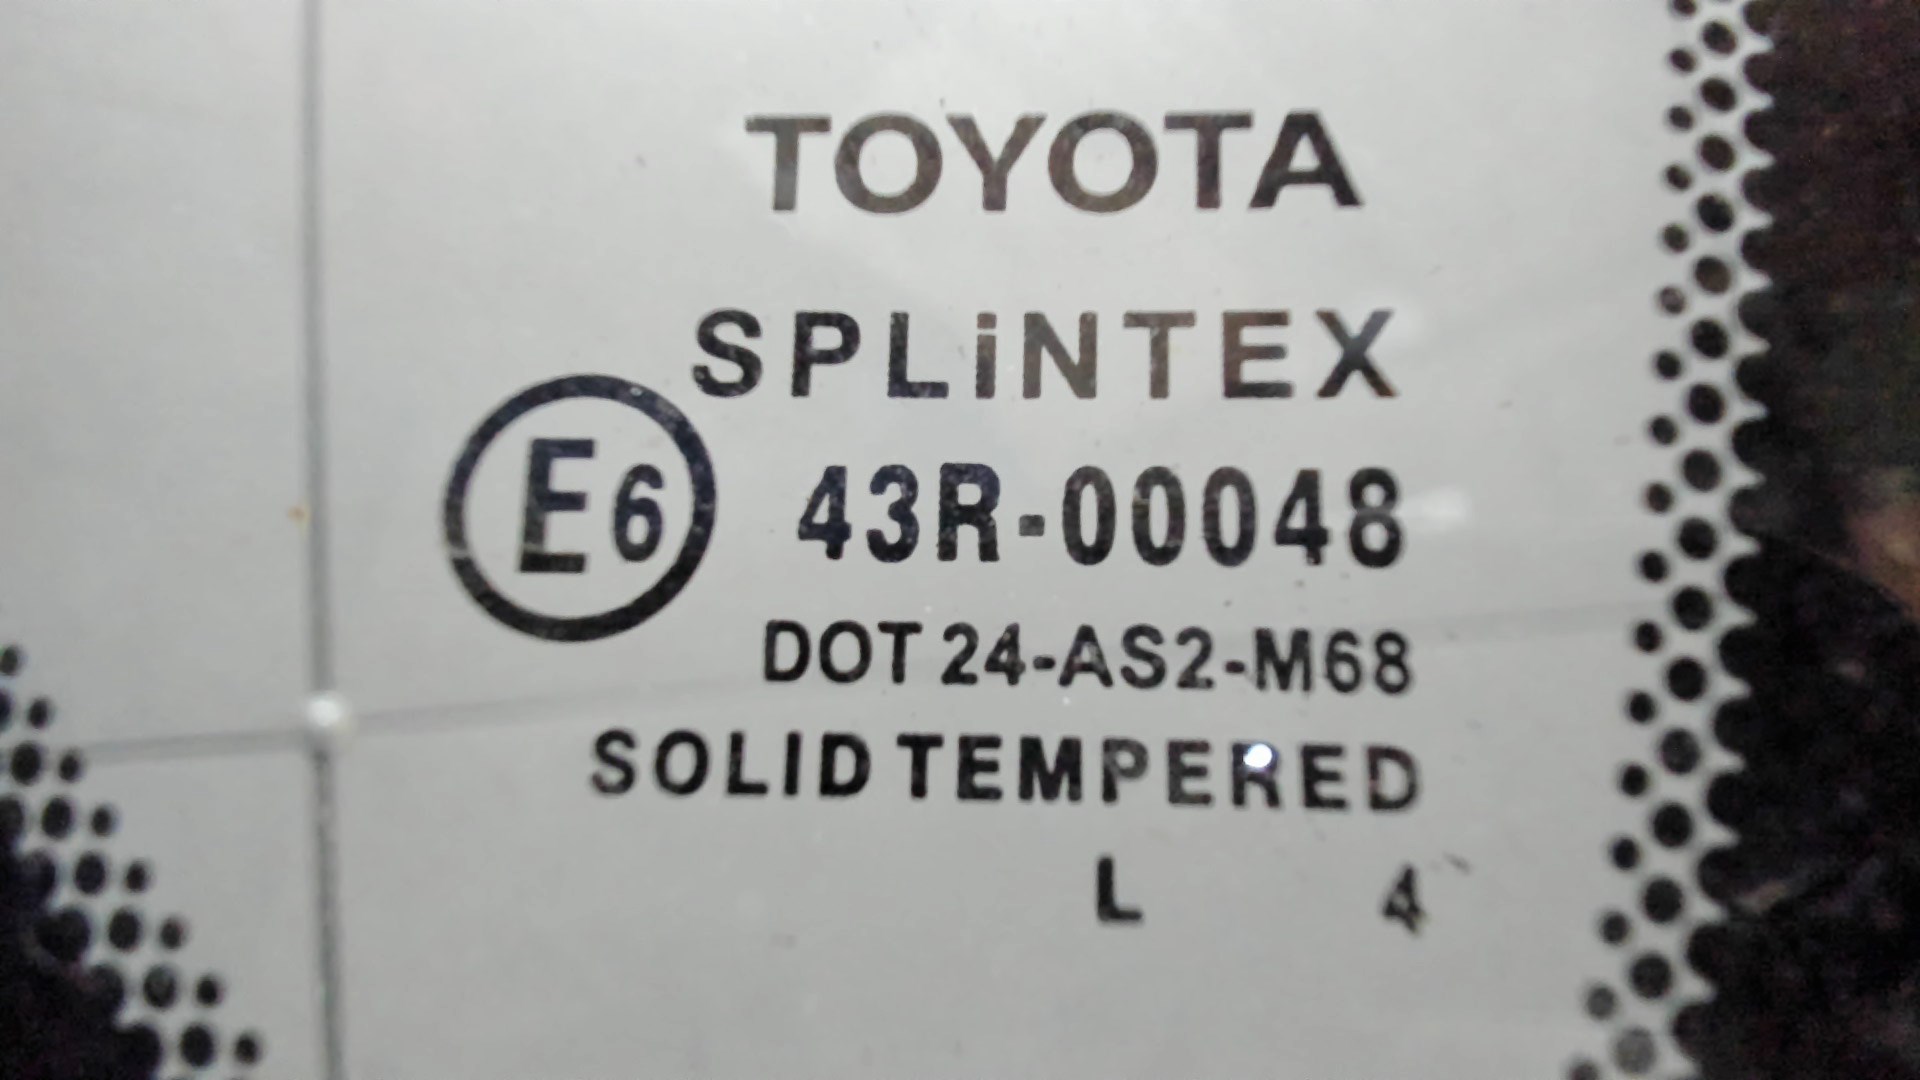 TOYOTA
SPLiNTEX
E6 43R-00048
DOT 24-AS2-M68
SOLID TEMPERED
L 4